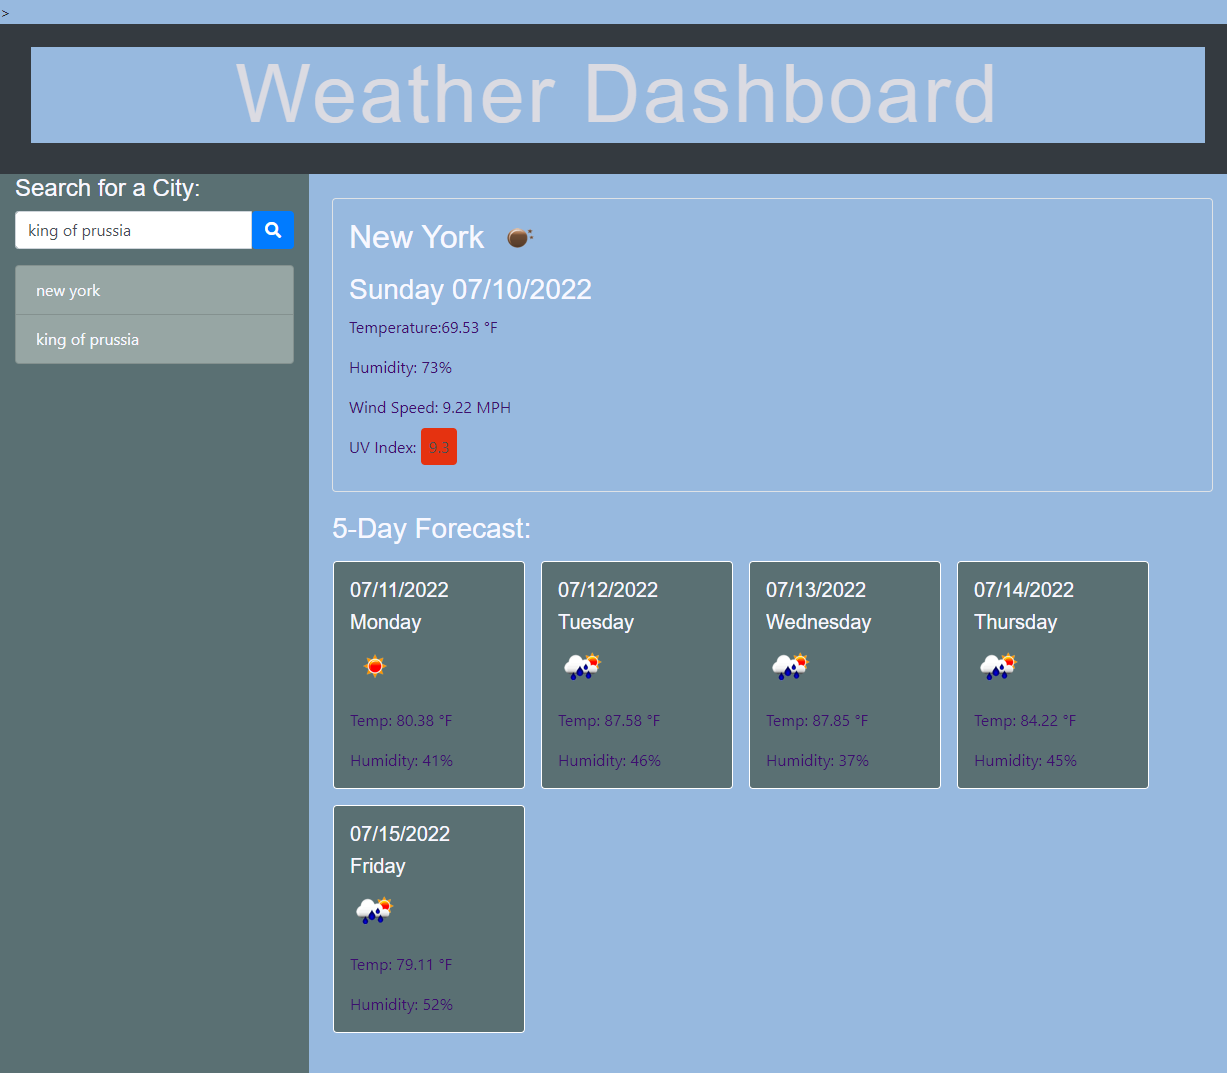 >
Weather Dashboard
Search for a City:
king of prussia
new york
king of prussia
New York
Sunday 07/10/2022
Temperature:69.53 °F
Humidity: 73%
Wind Speed: 9.22 MPH
UV Index: 9.3
5-Day Forecast:
07/11/2022
Monday
Temp: 80.38 °F
Humidity: 41%
07/12/2022
Tuesday
Temp: 87.58 °F
Humidity: 46%
07/13/2022
Wednesday
Temp: 87.85 °F
Humidity: 37%
07/14/2022
Thursday
Temp: 84.22 °F
Humidity: 45%
07/15/2022
Friday
Temp: 79.11 °F
Humidity: 52%